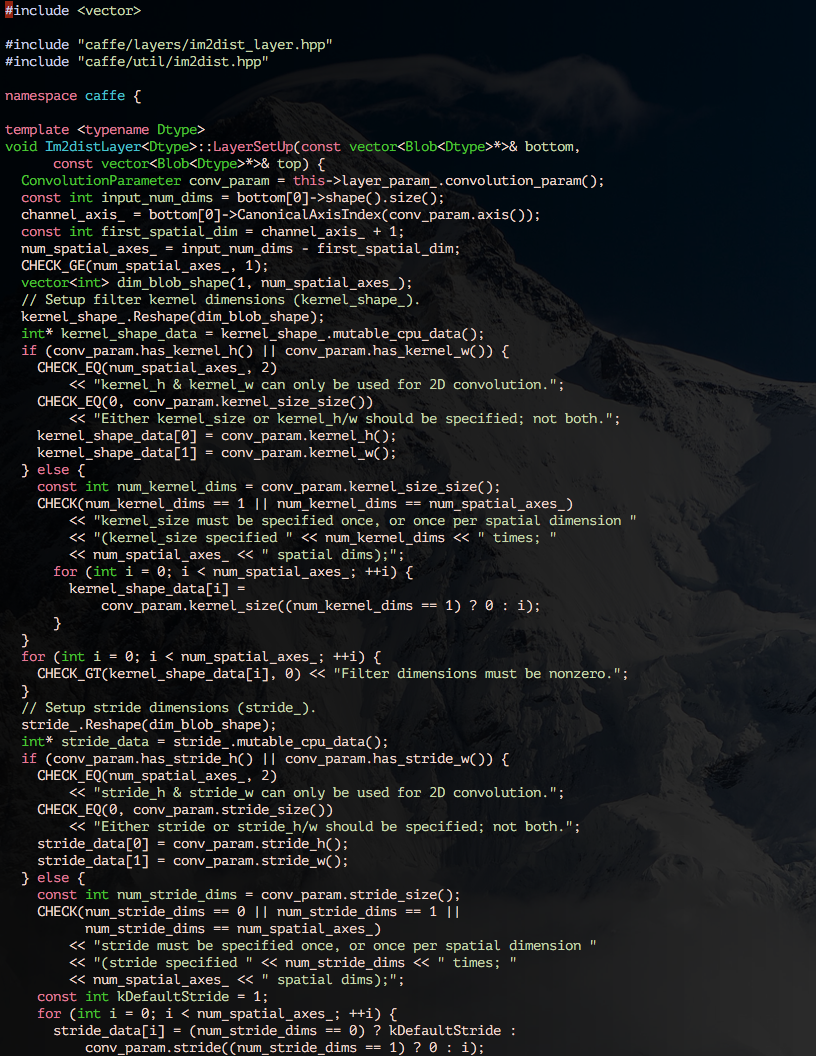 #include <vector>
#include "caffe/layers/im2dist_layer.hpp"
#include "caffe/util/im2dist.hpp"
namespace caffe {
template <typename Dtype>
void Im2distLayer<Dtype>::LayerSetUp(const vector<Blob<Dtype>*>& bottom,
      const vector<Blob<Dtype>*>& top) {
  ConvolutionParameter conv_param = this->layer_param_.convolution_param();
  const int input_num_dims = bottom[0]->shape().size();
  channel_axis_ = bottom[0]->CanonicalAxisIndex(conv_param.axis());
  const int first_spatial_dim = channel_axis_ + 1;
  num_spatial_axes_ = input_num_dims - first_spatial_dim;
  CHECK_GE(num_spatial_axes_, 1);
  vector<int> dim_blob_shape(1, num_spatial_axes_);
  // Setup filter kernel dimensions (kernel_shape_).
  kernel_shape_.Reshape(dim_blob_shape);
  int* kernel_shape_data = kernel_shape_.mutable_cpu_data();
  if (conv_param.has_kernel_h() || conv_param.has_kernel_w()) {
    CHECK_EQ(num_spatial_axes_, 2)
        << "kernel_h & kernel_w can only be used for 2D convolution.";
    CHECK_EQ(0, conv_param.kernel_size_size())
        << "Either kernel_size or kernel_h/w should be specified; not both.";
    kernel_shape_data[0] = conv_param.kernel_h();
    kernel_shape_data[1] = conv_param.kernel_w();
  } else {
    const int num_kernel_dims = conv_param.kernel_size_size();
    CHECK(num_kernel_dims == 1 || num_kernel_dims == num_spatial_axes_)
        << "kernel_size must be specified once, or once per spatial dimension "
        << "(kernel_size specified " << num_kernel_dims << " times; "
        << num_spatial_axes_ << " spatial dims);";
      for (int i = 0; i < num_spatial_axes_; ++i) {
        kernel_shape_data[i] =
            conv_param.kernel_size((num_kernel_dims == 1) ? 0 : i);
      }
  }
  for (int i = 0; i < num_spatial_axes_; ++i) {
    CHECK_GT(kernel_shape_data[i], 0) << "Filter dimensions must be nonzero.";
  }
  // Setup stride dimensions (stride_).
  stride_.Reshape(dim_blob_shape);
  int* stride_data = stride_.mutable_cpu_data();
  if (conv_param.has_stride_h() || conv_param.has_stride_w()) {
    CHECK_EQ(num_spatial_axes_, 2)
        << "stride_h & stride_w can only be used for 2D convolution.";
    CHECK_EQ(0, conv_param.stride_size())
        << "Either stride or stride_h/w should be specified; not both.";
    stride_data[0] = conv_param.stride_h();
    stride_data[1] = conv_param.stride_w();
  } else {
    const int num_stride_dims = conv_param.stride_size();
    CHECK(num_stride_dims == 0 || num_stride_dims == 1 ||
          num_stride_dims == num_spatial_axes_)
        << "stride must be specified once, or once per spatial dimension "
        << "(stride specified " << num_stride_dims << " times; "
        << num_spatial_axes_ << " spatial dims);";
    const int kDefaultStride = 1;
    for (int i = 0; i < num_spatial_axes_; ++i) {
      stride_data[i] = (num_stride_dims == 0) ? kDefaultStride :
          conv_param.stride((num_stride_dims == 1) ? 0 : i);